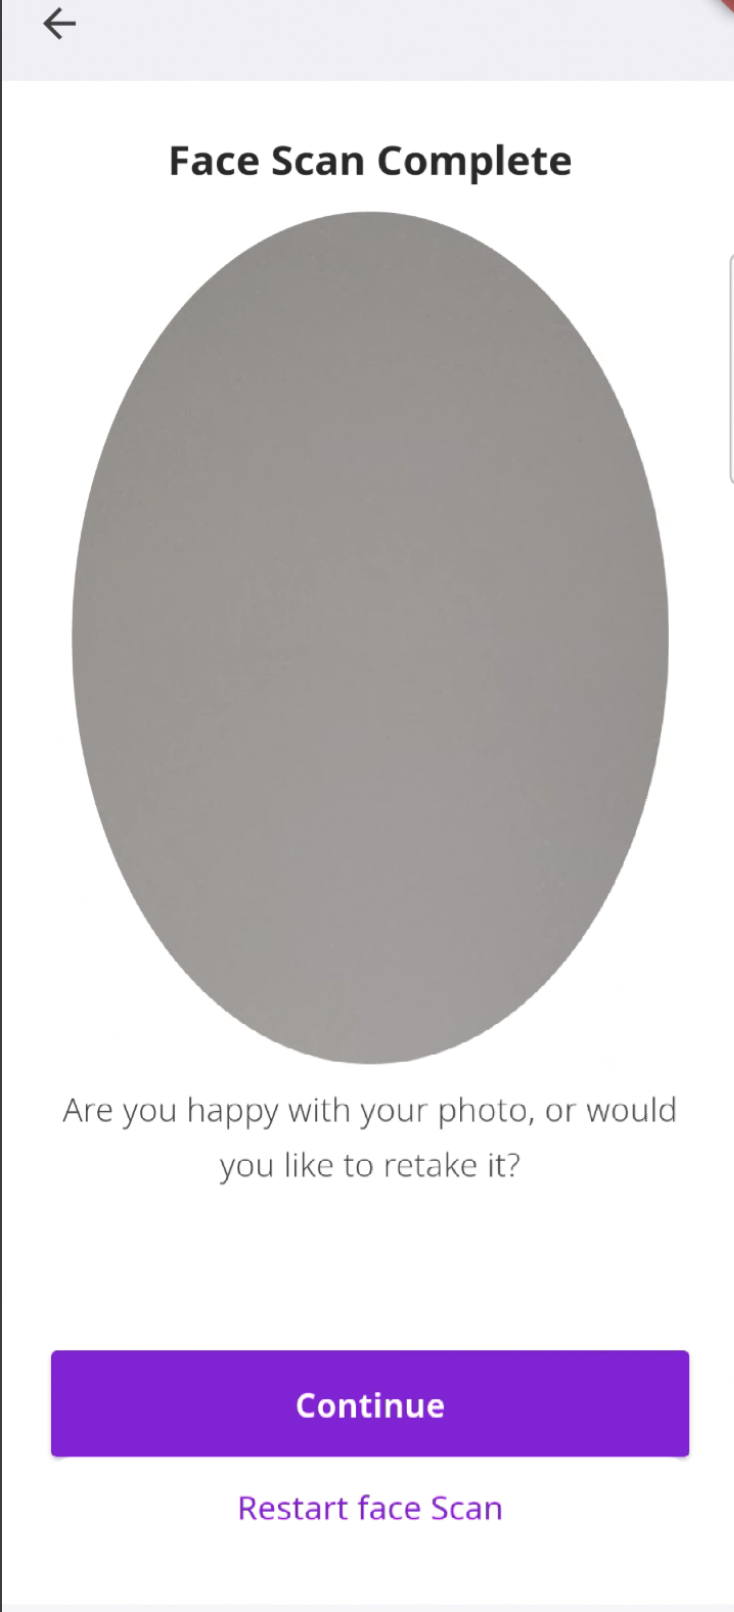 Face Scan Complete
Are you happy with your photo, or would
you like to retake it?
Continue
Restart face Scan